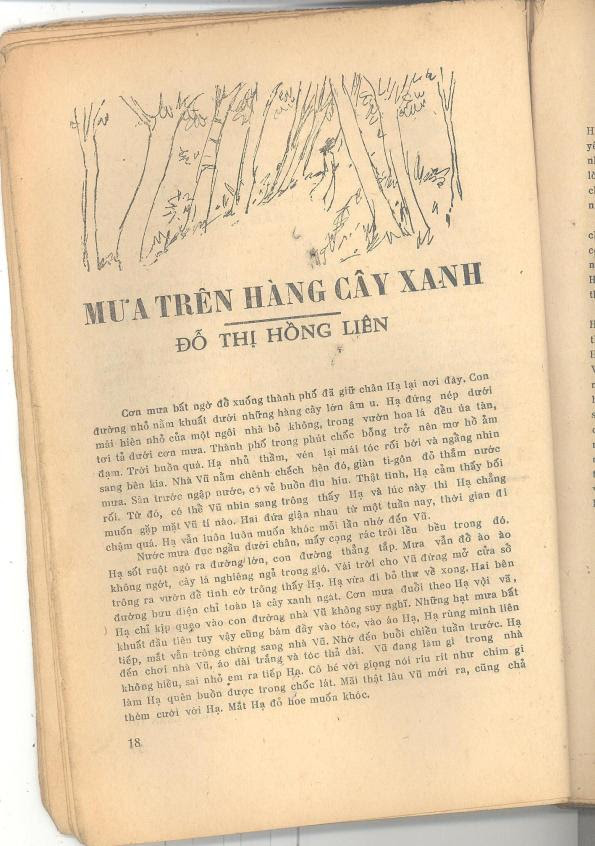 MƯA TRÊN HÀNG CÂY XANH
ĐỖ THỊ HỒNG LIÊN
Cơn mưa bất ngờ đổ xuống thành phố đã giữ chân Hạ lại nơi đây. Con
đường nhỏ nằm khuất dưới những hàng cây lớn âm u. Hạ đứng nép dưới
mái hiên nhỏ của một ngôi nhà bỏ không, trong vườn hoa lá đều úa tàn,
tơi tả dưới cơn mưa. Thành phố trong phút chốc bỗng trở nên mơ hồ ảm
đạm. Trời buồn quá. Hạ nhủ thầm, vén lại mái tóc rối bời và ngẩng nhìn
sang bên kia. Nhà Vũ nằm chênh chếch bên đó, giàn ti-gôn đỏ thắm nước
mưa. Sân trước ngập nước, có vẻ buồn đìu hiu. Thật tình, Hạ cảm thấy bối
rối. Từ đó, có thể Vũ nhìn sang trông thấy Hạ và lúc này thì Hạ chẳng
muốn gặp mặt Vũ tí nào. Hai đứa giận nhau từ một tuần nay, thời gian đi
chậm quá. Hạ vẫn luôn luôn muốn khóc mỗi lần nhớ đến Vũ.
Nước mưa đục ngầu dưới chân, mấy cọng rác trôi lều bều trong đó.
Hạ sốt ruột ngó ra đường lớn, con đường thẳng tắp. Mưa vẫn đổ ào ào
không ngớt, cây lá nghiêng ngả trong gió. Vái trời cho Vũ đừng mở cửa sổ
trông ra vườn để tình cờ trông thấy Hạ. Hạ vừa đi bỏ thư về xong. Hai bên
đường bưu điện chỉ toàn là cây xanh ngát. Cơn mưa đuổi theo Hạ vội vã,
Hạ chỉ kịp quẹo vào con đường nhà Vũ không suy nghĩ. Những hạt mưa bất
khuất đầu tiên tuy vậy cũng bám đầy vào tóc, vào áo Hạ, Hạ rùng mình liên
tiếp, mắt vẫn trông chừng sang nhà Vũ. Nhớ đến buổi chiều tuần trước. Hạ
đến chơi nhà Vũ, áo dài trắng và tóc thả dài. Vũ đang làm gì trong nhà
không hiểu, sai nhỏ em ra tiếp Hạ. Cô bé với giọng nói ríu rít như chim gì
làm Hạ quên buồn được trong chốc lát. Mãi thật lâu Vũ mới ra, cũng chả
thèm cười với Hạ. Mắt Hạ đỏ hoe muốn khóc.
18